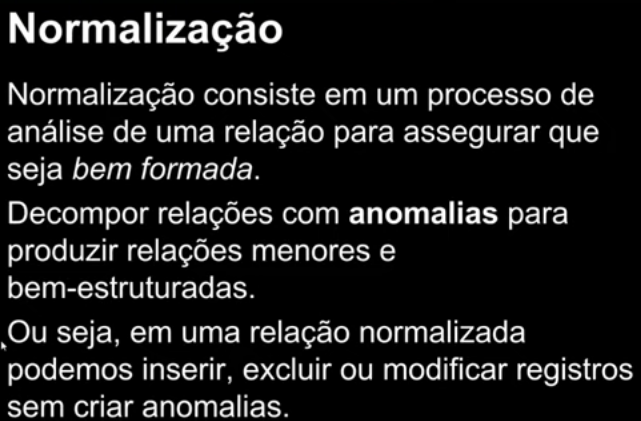 Normalização
Normalização consiste em um processo de
análise de uma relação para assegurar que
seja bem formada.
Decompor relações com anomalias para
produzir relações menores e
bem-estruturadas.
Ou seja, em uma relação normalizada
podemos inserir, excluir ou modificar registros
sem criar anomalias.